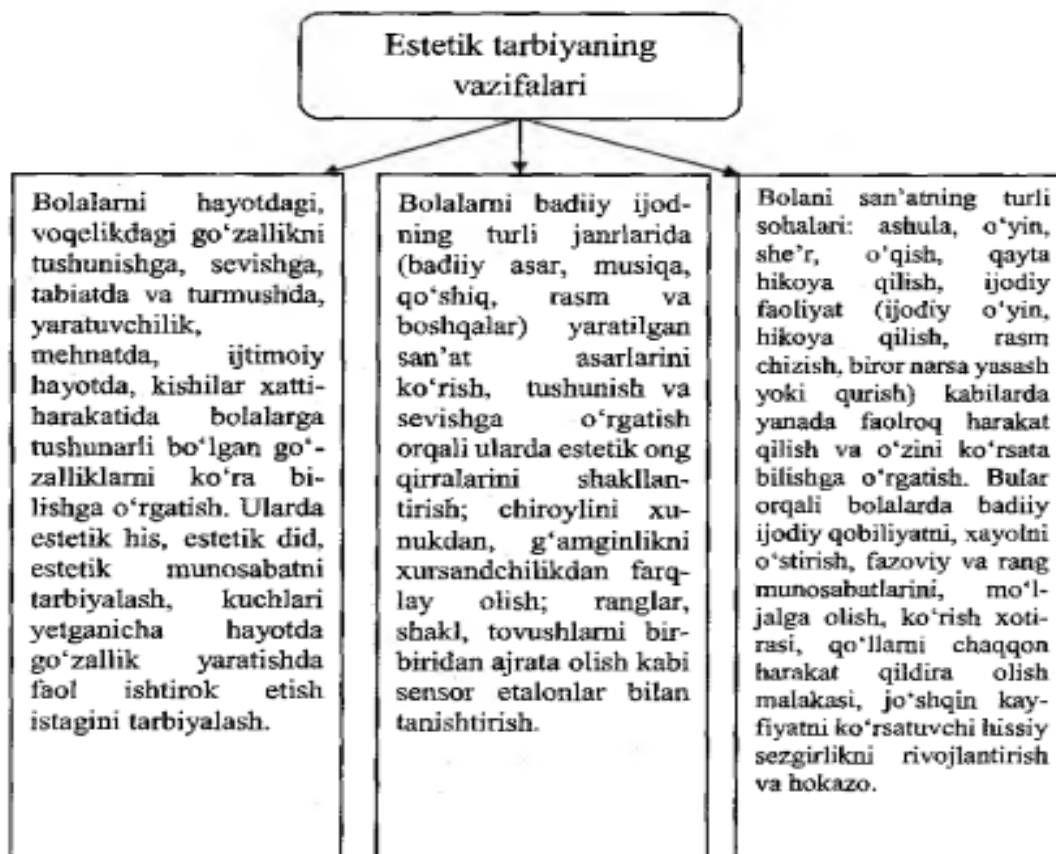 Estetik tarbiyaning
vazifalari
Bolalarni hayotdagi,
voqelikdagi go‘zallikni
tushunishga, sevishga,
tabiatda va turmushda,
yaratuvchilik,
mehnatda, ijtimoiy
hayotda, kishilar xatti-
harakatida bolalarga
tushunarli bo‘lgan go‘-
zalliklarni ko‘ra bi-
lishga o‘rgatish. Ularda
estetik his, estetik did,
estetik munosabatni
tarbiyalash, kuchlari
yetganicha hayotda
go‘zallik yaratishda
faol ishtirok etish
istagini tarbiyalash.
Bolalarni badiiy ijod-
ning turli janrlarida
(badiiy asar, musiqa,
qo‘shiq, rasm va
boshqalar) yaratilgan
san’at asarlarini
ko‘rish, tushunish va
sevishga o‘rgatish
orqali ularda estetik ong
qirralarini shakllan-
tirish; chiroylini xu-
nukdan, g‘amginlikni
xursandchilikdan farq-
lay olish; ranglar,
shakl, tovushlarni bir-
biridan ajrata olish kabi
sensor etalonlar bilan
tanishtirish.
Bolani san’atning turli
sohalari: ashula, o‘yin,
she’r, o‘qish, qayta
hikoya qilish, ijodiy
faoliyat (ijodiy o‘yin,
hikoya qilish, rasm
chizish, biror narsa yasash
yoki qurish) kabilarda
yanada faolroq harakat
qilish va o‘zini ko‘rsata
bilishga o‘rgatish. Bular
orqali bolalarda badiiy
ijodiy qobiliyatni, xayolni
o‘stirish, fazoviy va rang
munosabatlarini, mo‘l-
jalga olish, ko‘rish xoti-
rasi, qo‘llarni chaqqon
harakat qildira olish
malakasi, jo‘shqin kay-
fiyatni ko‘rsatuvchi hissiy
sezgirlikni rivojlantirish
va hokazo.